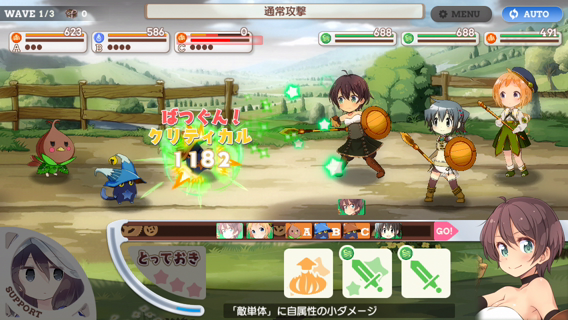 WAVE 1/3 0
通常攻撃
MENU
AUTO
623
586
0
688
688
491
A
B
C
ばつぐん!
クリティカル
1182
A B C GO!
SUPPORT
とっておき
「敵単体」に自属性の小ダメージ